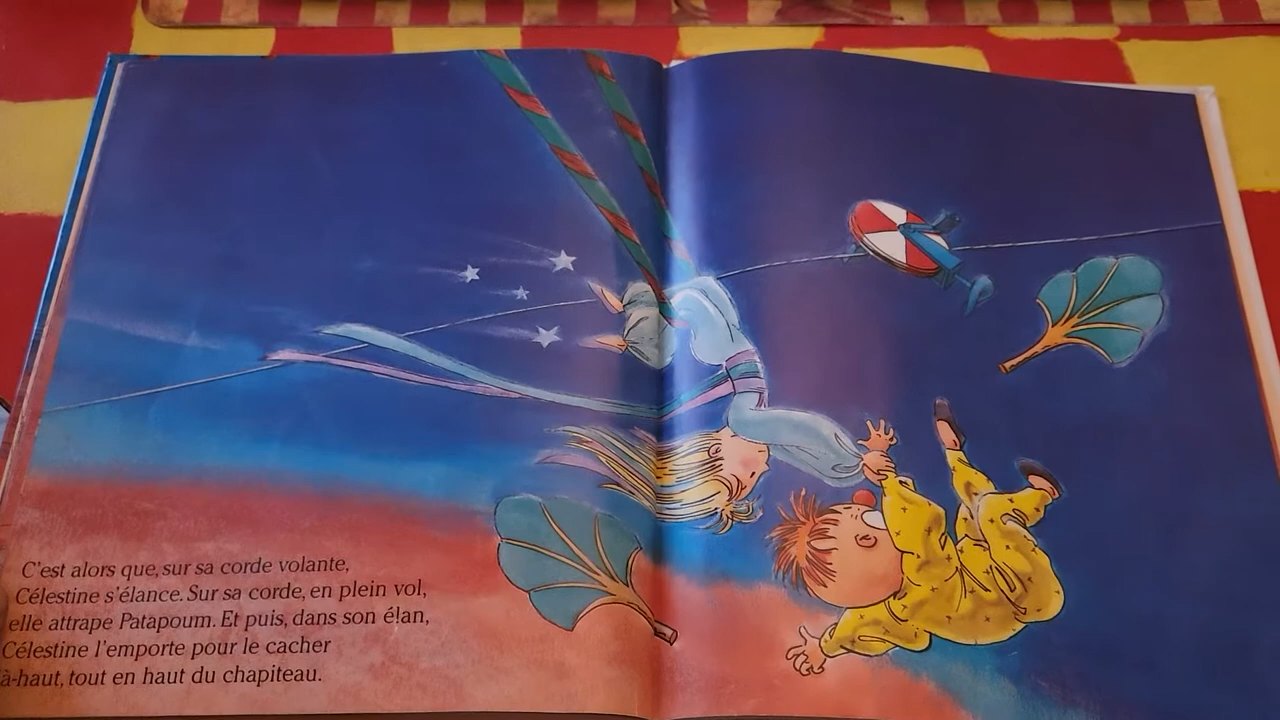 C'est alors que, sur sa corde volante,
Célestine s'élance. Sur sa corde, en plein vol,
elle attrape Patapoum. Et puis, dans son élan,
Célestine l'emporte pour le cacher
à-haut, tout en haut du chapiteau.